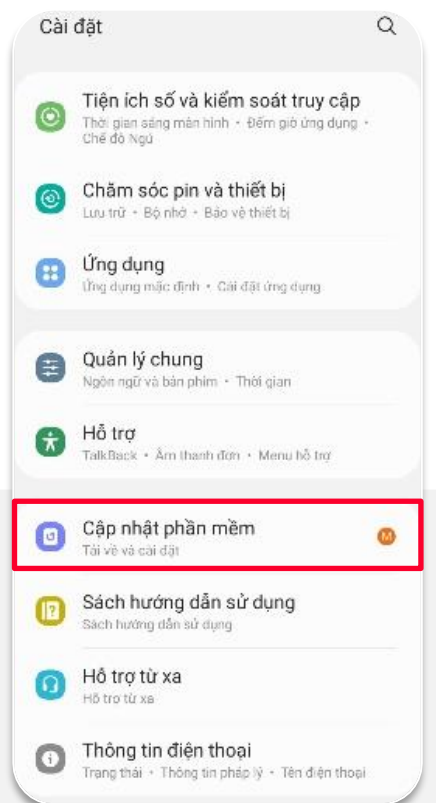 Cài đặt
Tiện ích số và kiểm soát truy cập
Thời gian sáng màn hình • Đếm giờ ứng dụng •
Chế độ Ngủ
Chăm sóc pin và thiết bị
Lưu trữ • Bộ nhớ • Bảo vệ thiết bị
Ứng dụng
Ứng dụng mặc định • Cài đặt ứng dụng
Quản lý chung
Ngôn ngữ và bàn phím • Thời gian
Hỗ trợ
TalkBack • Âm thanh đơn • Menu hỗ trợ
Cập nhật phần mềm
M
Tải về và cài đặt
Sách hướng dẫn sử dụng
Sách hướng dẫn sử dụng
Hỗ trợ từ xa
Hỗ trợ từ xa
Thông tin điện thoại
Trạng thái • Thông tin pháp lý • Tên điện thoại